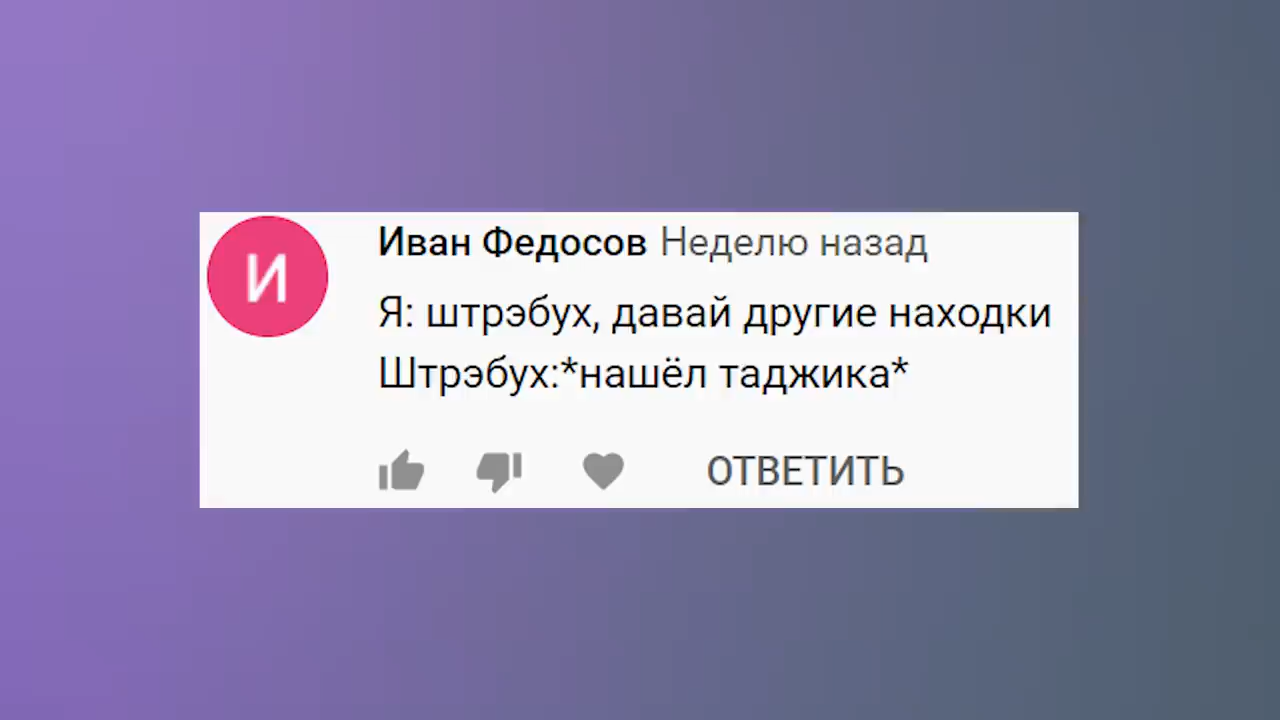 И
Иван Федосов Неделю назад
Я: штрэбух, давай другие находки
Штрэбух:*нашёл таджика*
ОТВЕТИТЬ